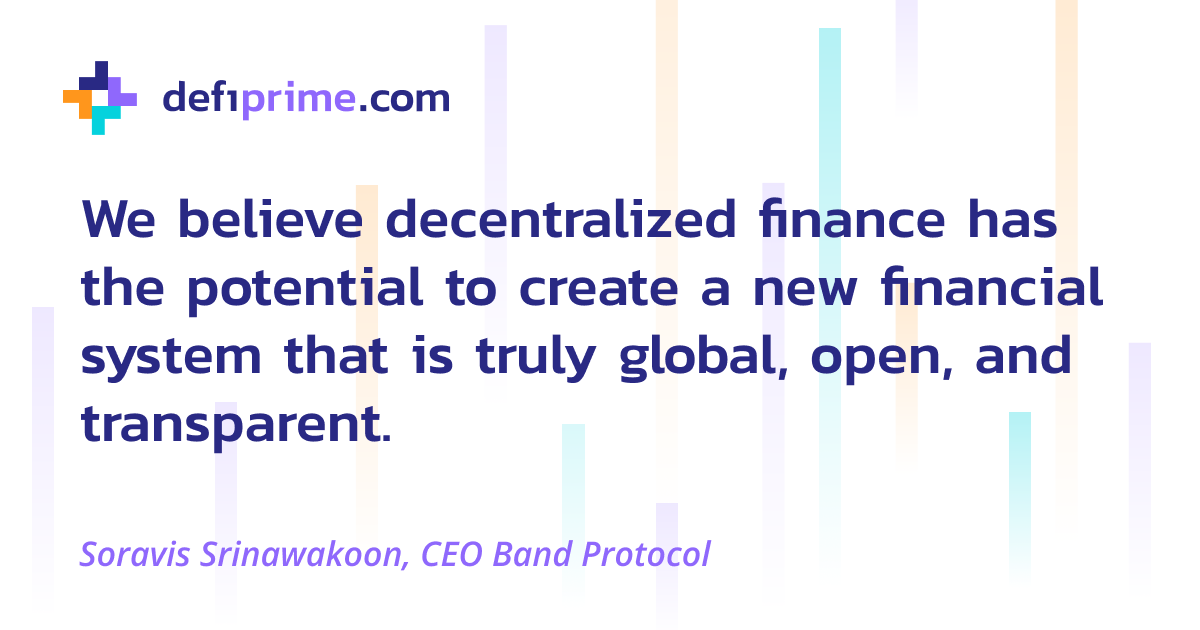 defiprime.com
We believe decentralized finance has
the potential to create a new financial
system that is truly global, open, and
transparent.
Soravis Srinawakoon, CEO Band Protocol